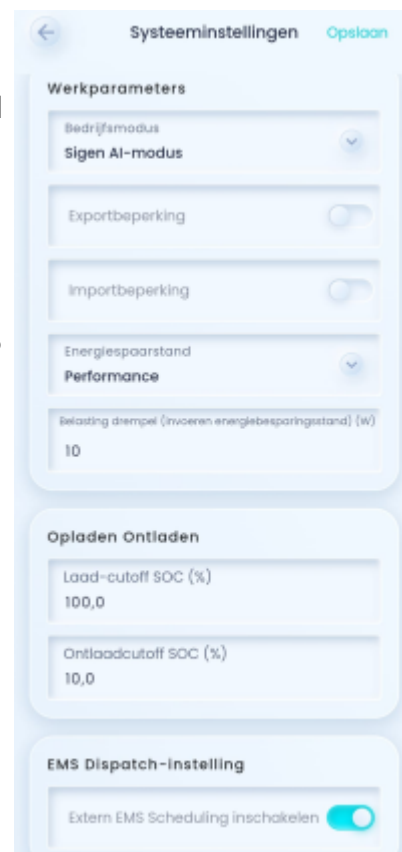 Systeeminstellingen Opslaan
Werkparameters
Bedrijfsmodus
Sigen AI-modus
Exportbeperking
Importbeperking
Energiespaarstand
Performance
Belasting drempel (invoeren energiebesparingsstand) (W)
10
Opladen Ontladen
Laad-cutoff SOC (%)
100,0
Ontlaadcutoff SOC (%)
10,0
EMS Dispatch-instelling
Extern EMS Scheduling inschakelen